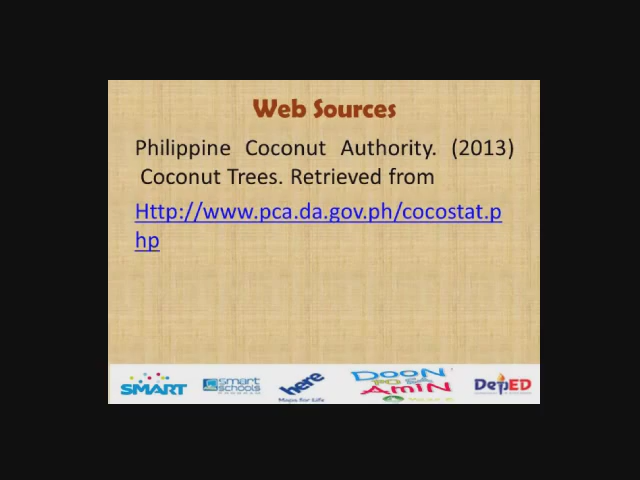 Web Sources
Philippine Coconut Authority. (2013)
Coconut Trees. Retrieved from
Http://www.pca.da.gov.ph/cocostat.p
hp
SMART
smart schools
here
Maps for Life
DOON
PO SA
AMIN
DepED